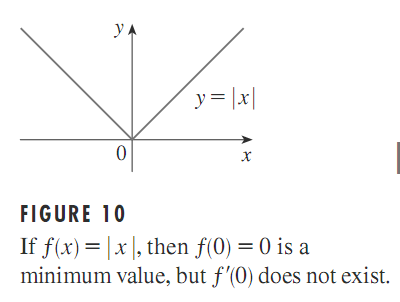 y
y = |x|
0
x
FIGURE 10
If f(x) = |x|, then f(0) = 0 is a
minimum value, but f′(0) does not exist.